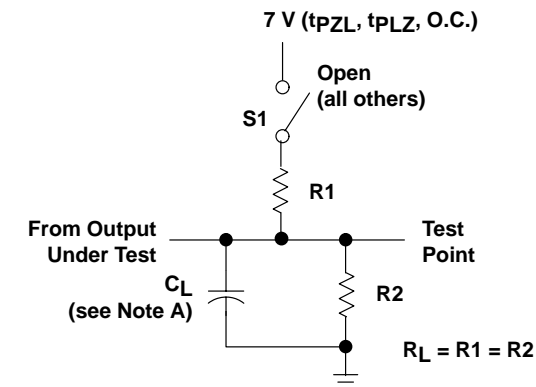 7 V (tPZL, tPLZ, O.C.)
Open
(all others)
S1
R1
From Output
Under Test
Test
Point
CL
(see Note A)
R2
RL = R1 = R2